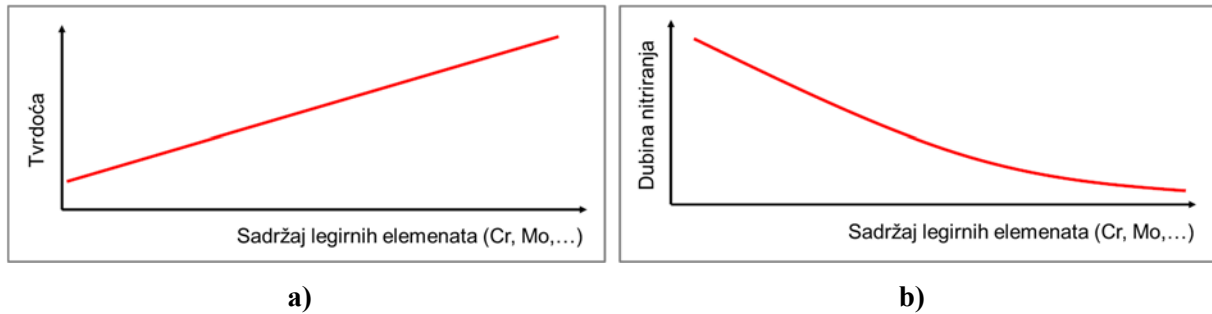 Tvrdoća
Sadržaj legirnih elemenata (Cr, Mo,…)
a)
Dubina nitriranja
Sadržaj legirnih elemenata (Cr, Mo,…)
b)